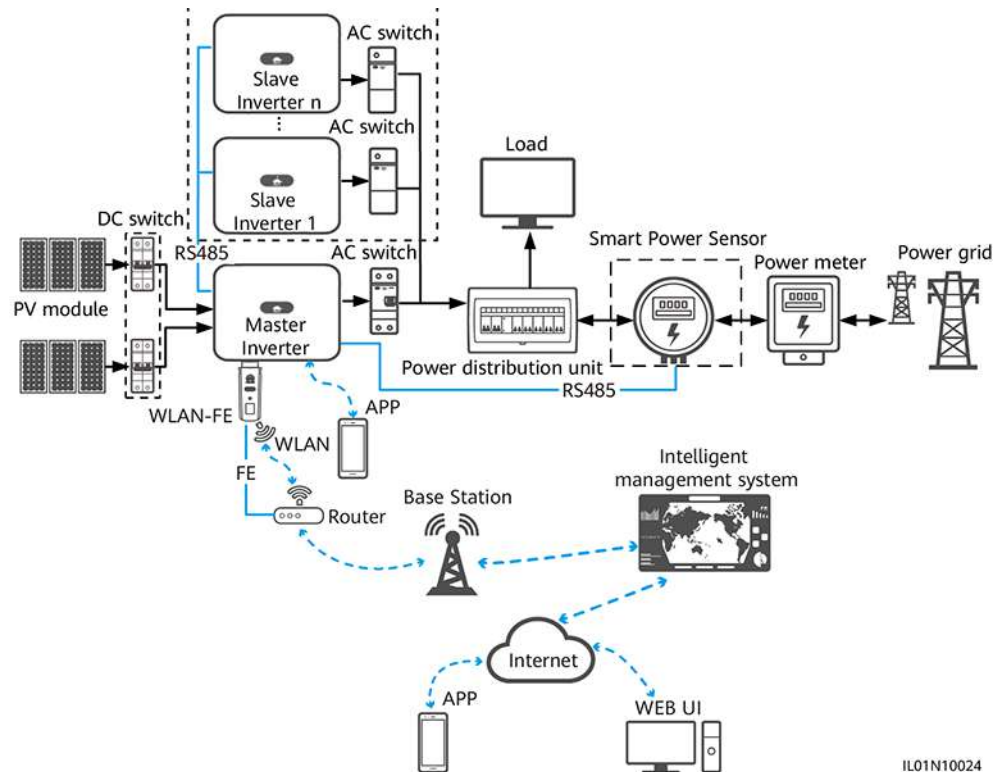 AC switch
Slave
Inverter n
AC switch
Slave
Inverter 1
Load
DC switch
RS485
AC switch
Smart Power Sensor
Power meter
Power grid
PV module
Master
Inverter
Power distribution unit
RS485
WLAN-FE
APP
WLAN
FE
Router
Base Station
Intelligent
management system
Internet
APP
WEB UI
IL01N10024